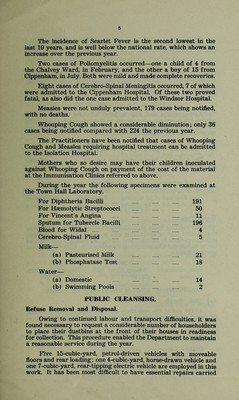 5
The incidence of Scarlet Fever is the second lowest in the
last 10 years, and is well below the national rate, which shows an
increase over the previous year.
Two cases of Poliomyelitis occurred—one a child of 4 from
the Chalvey Ward, in February, and the other a boy of 15 from
Cippenham, in July. Both were mild and made complete recoveries.
Eight cases of Cerebro-Spinal Meningitis occurred, 7 of which
were admitted to the Cippenham Hospital. Of these two proved
fatal, as also did the one case admitted to the Windsor Hospital.
Measles were not unduly prevalent, 179 cases being notified,
with no deaths.
Whooping Cough showed a considerable diminution; only 36
cases being notified compared with 224 the previous year.
The Practitioners have been notified that cases of Whooping
Cough and Measles requiring hospital treatment can be admitted
to the Isolation Hospital.
Mothers who so desire may have their children inoculated
against Whooping Cough on payment of the cost of the material
at the Immunisation Clinics referred to above.
During the year the following specimens were examined at
the Town Hall Laboratory.
For Diphtheria Bacilli 191
For Hæmolytic Streptococci 50
For Vincent's Angina 11
Sputum for Tubercle Bacilli 196
Blood for Widal 4
Cerebro-Spinal Fluid 5
Milk—
(a) Pasteurised Milk 21
(b) Phosphatase Test 18
Water—
(a) Domestic 14
(b) Swimming Pools 2
PUBLIC CLEANSING.
Refuse Removal and Disposal.
Owing to continued labour and transport difficulties, it was
found necessary to request a considerable number of householders
to place their dustbins at the front of their houses in readiness
for collection. This procedure enabled the Department to maintain
a reasonable service during the year.
Five 15-cubic-yard, petrol-driven vehicles with moveable
floors and rear loading; one 4-cubic-yard, horse-drawn vehicle and
one 7-cubic-yard, rear-tipping electric vehicle are employed in this
work. It has been most difficult to have essential repairs carried